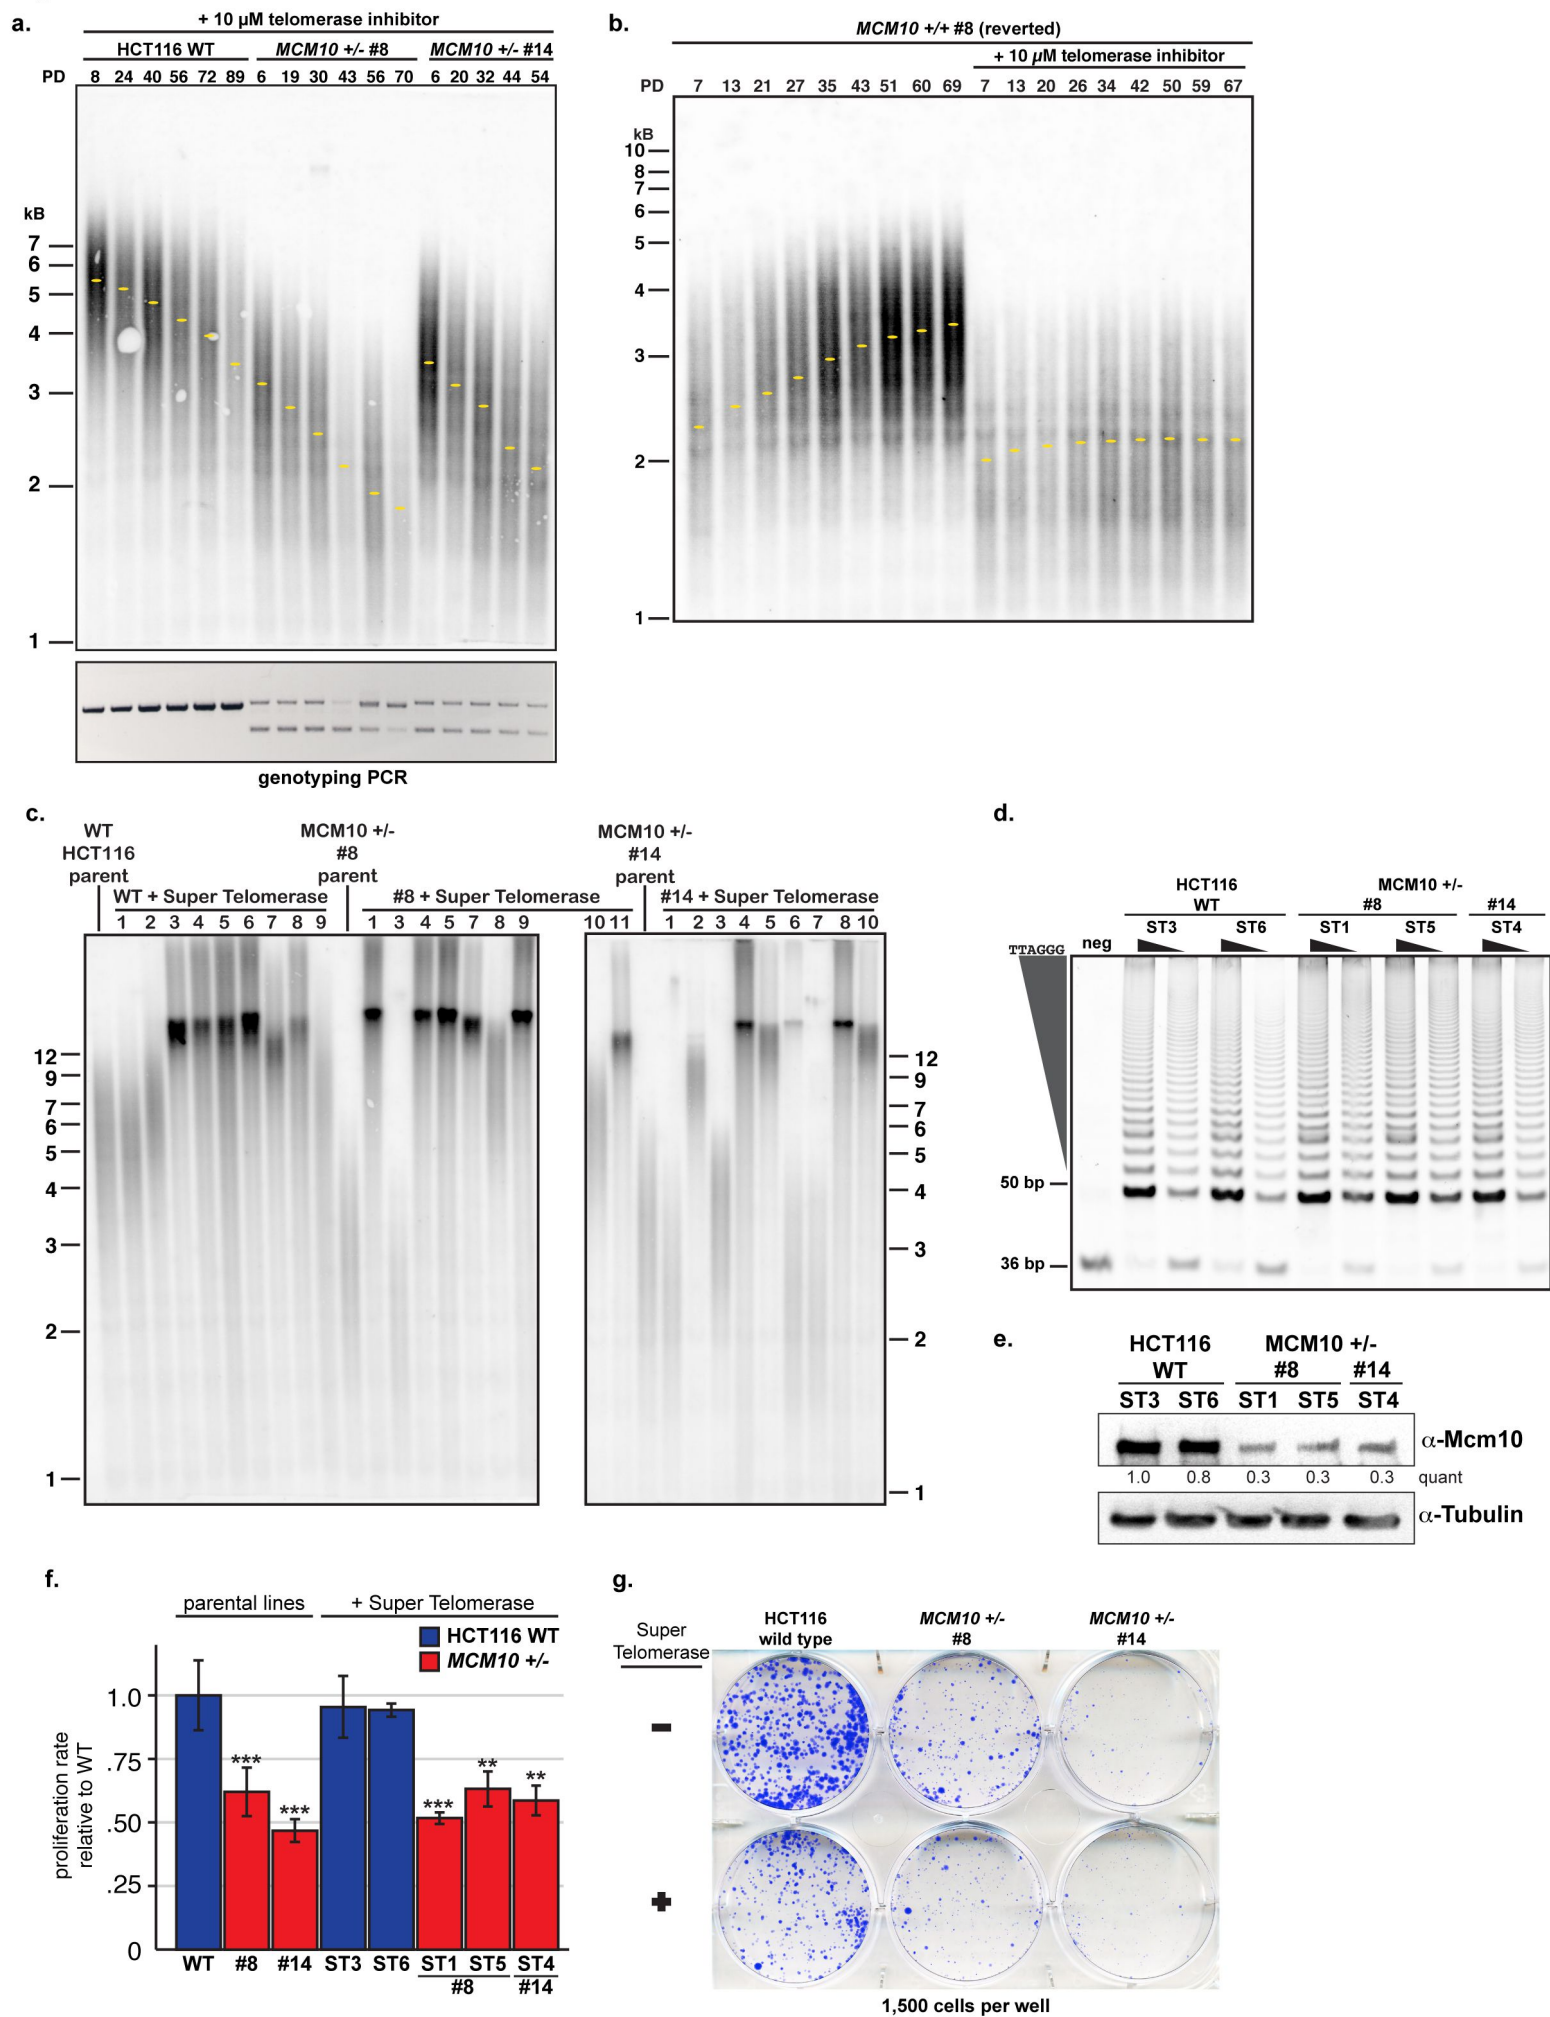 a.
+ 10 µM telomerase inhibitor
HCT116 WT MCM10 +/- #8 MCM10 +/- #14
PD 8 24 40 56 72 89 6 19 30 43 56 70 6 20 32 44 54
kB
7
6
5
4
3
2
1
genotyping PCR
b.
MCM10 +/+ #8 (reverted)
+ 10 µM telomerase inhibitor
PD 7 13 21 27 35 43 51 60 69 7 13 20 26 34 42 50 59 67
kB
10
8
7
6
5
4
3
2
1
c.
WT HCT116 parent
WT + Super Telomerase
MCM10 +/- #8 parent
#8 + Super Telomerase
MCM10 +/- #14 parent
#14 + Super Telomerase
1 2 3 4 5 6 7 8 9 1 3 4 5 7 8 9 10 11 1 2 3 4 5 6 7 8 10
12
9
7
6
5
4
3
2
1
12
9
7
6
5
4
3
2
1
d.
HCT116 WT
MCM10 +/-
#8 #14
ST3 ST6 ST1 ST5 ST4
TTAGGG neg
50 bp
36 bp
e.
HCT116 WT
MCM10 +/-
#8 #14
ST3 ST6 ST1 ST5 ST4
α-Mcm10
1.0 0.8 0.3 0.3 0.3 quant
α-Tubulin
f.
parental lines + Super Telomerase
HCT116 WT
MCM10 +/-
proliferation rate
relative to WT
1.0
.75
.50
.25
0
*** *** *** ** **
WT #8 #14 ST3 ST6 ST1 ST5 ST4
#8 #14
g.
Super Telomerase
HCT116 wild type
MCM10 +/- #8
MCM10 +/- #14
-
+
1,500 cells per well